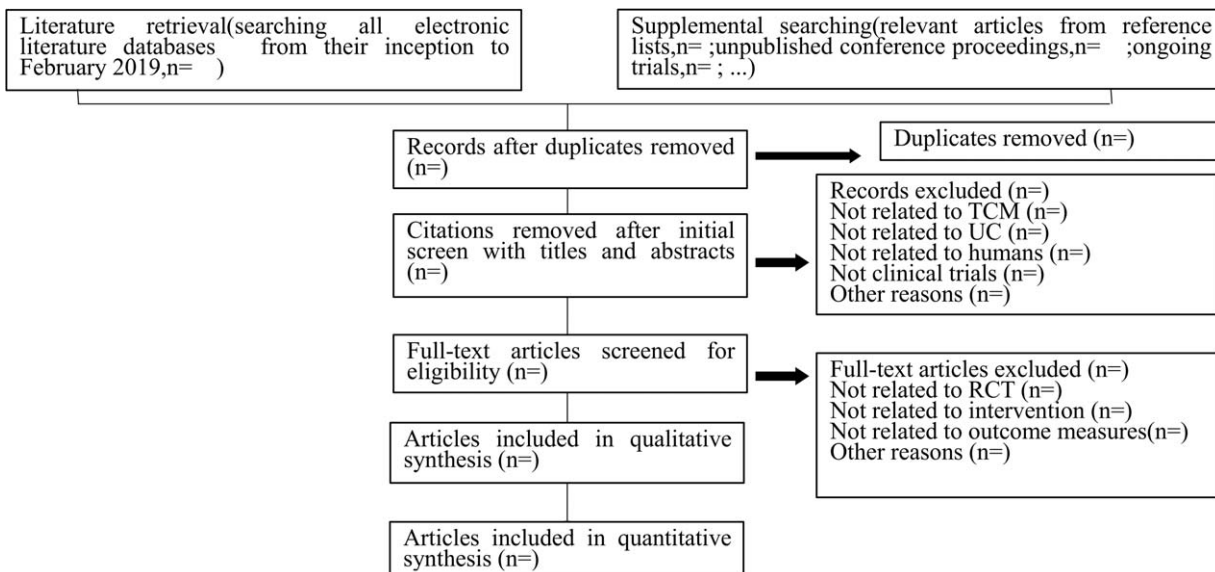 Literature retrieval(searching all electronic
literature databases from their inception to
February 2019,n= )
Supplemental searching(relevant articles from reference
lists,n= ;unpublished conference proceedings,n= ;ongoing
trials,n= ; ...)
Records after duplicates removed
(n=)
Duplicates removed (n=)
Citations removed after initial
screen with titles and abstracts
(n=)
Records excluded (n=)
Not related to TCM (n=)
Not related to UC (n=)
Not related to humans (n=)
Not clinical trials (n=)
Other reasons (n=)
Full-text articles screened for
eligibility (n=)
Full-text articles excluded (n=)
Not related to RCT (n=)
Not related to intervention (n=)
Not related to outcome measures(n=)
Other reasons (n=)
Articles included in qualitative
synthesis (n=)
Articles included in quantitative
synthesis (n=)